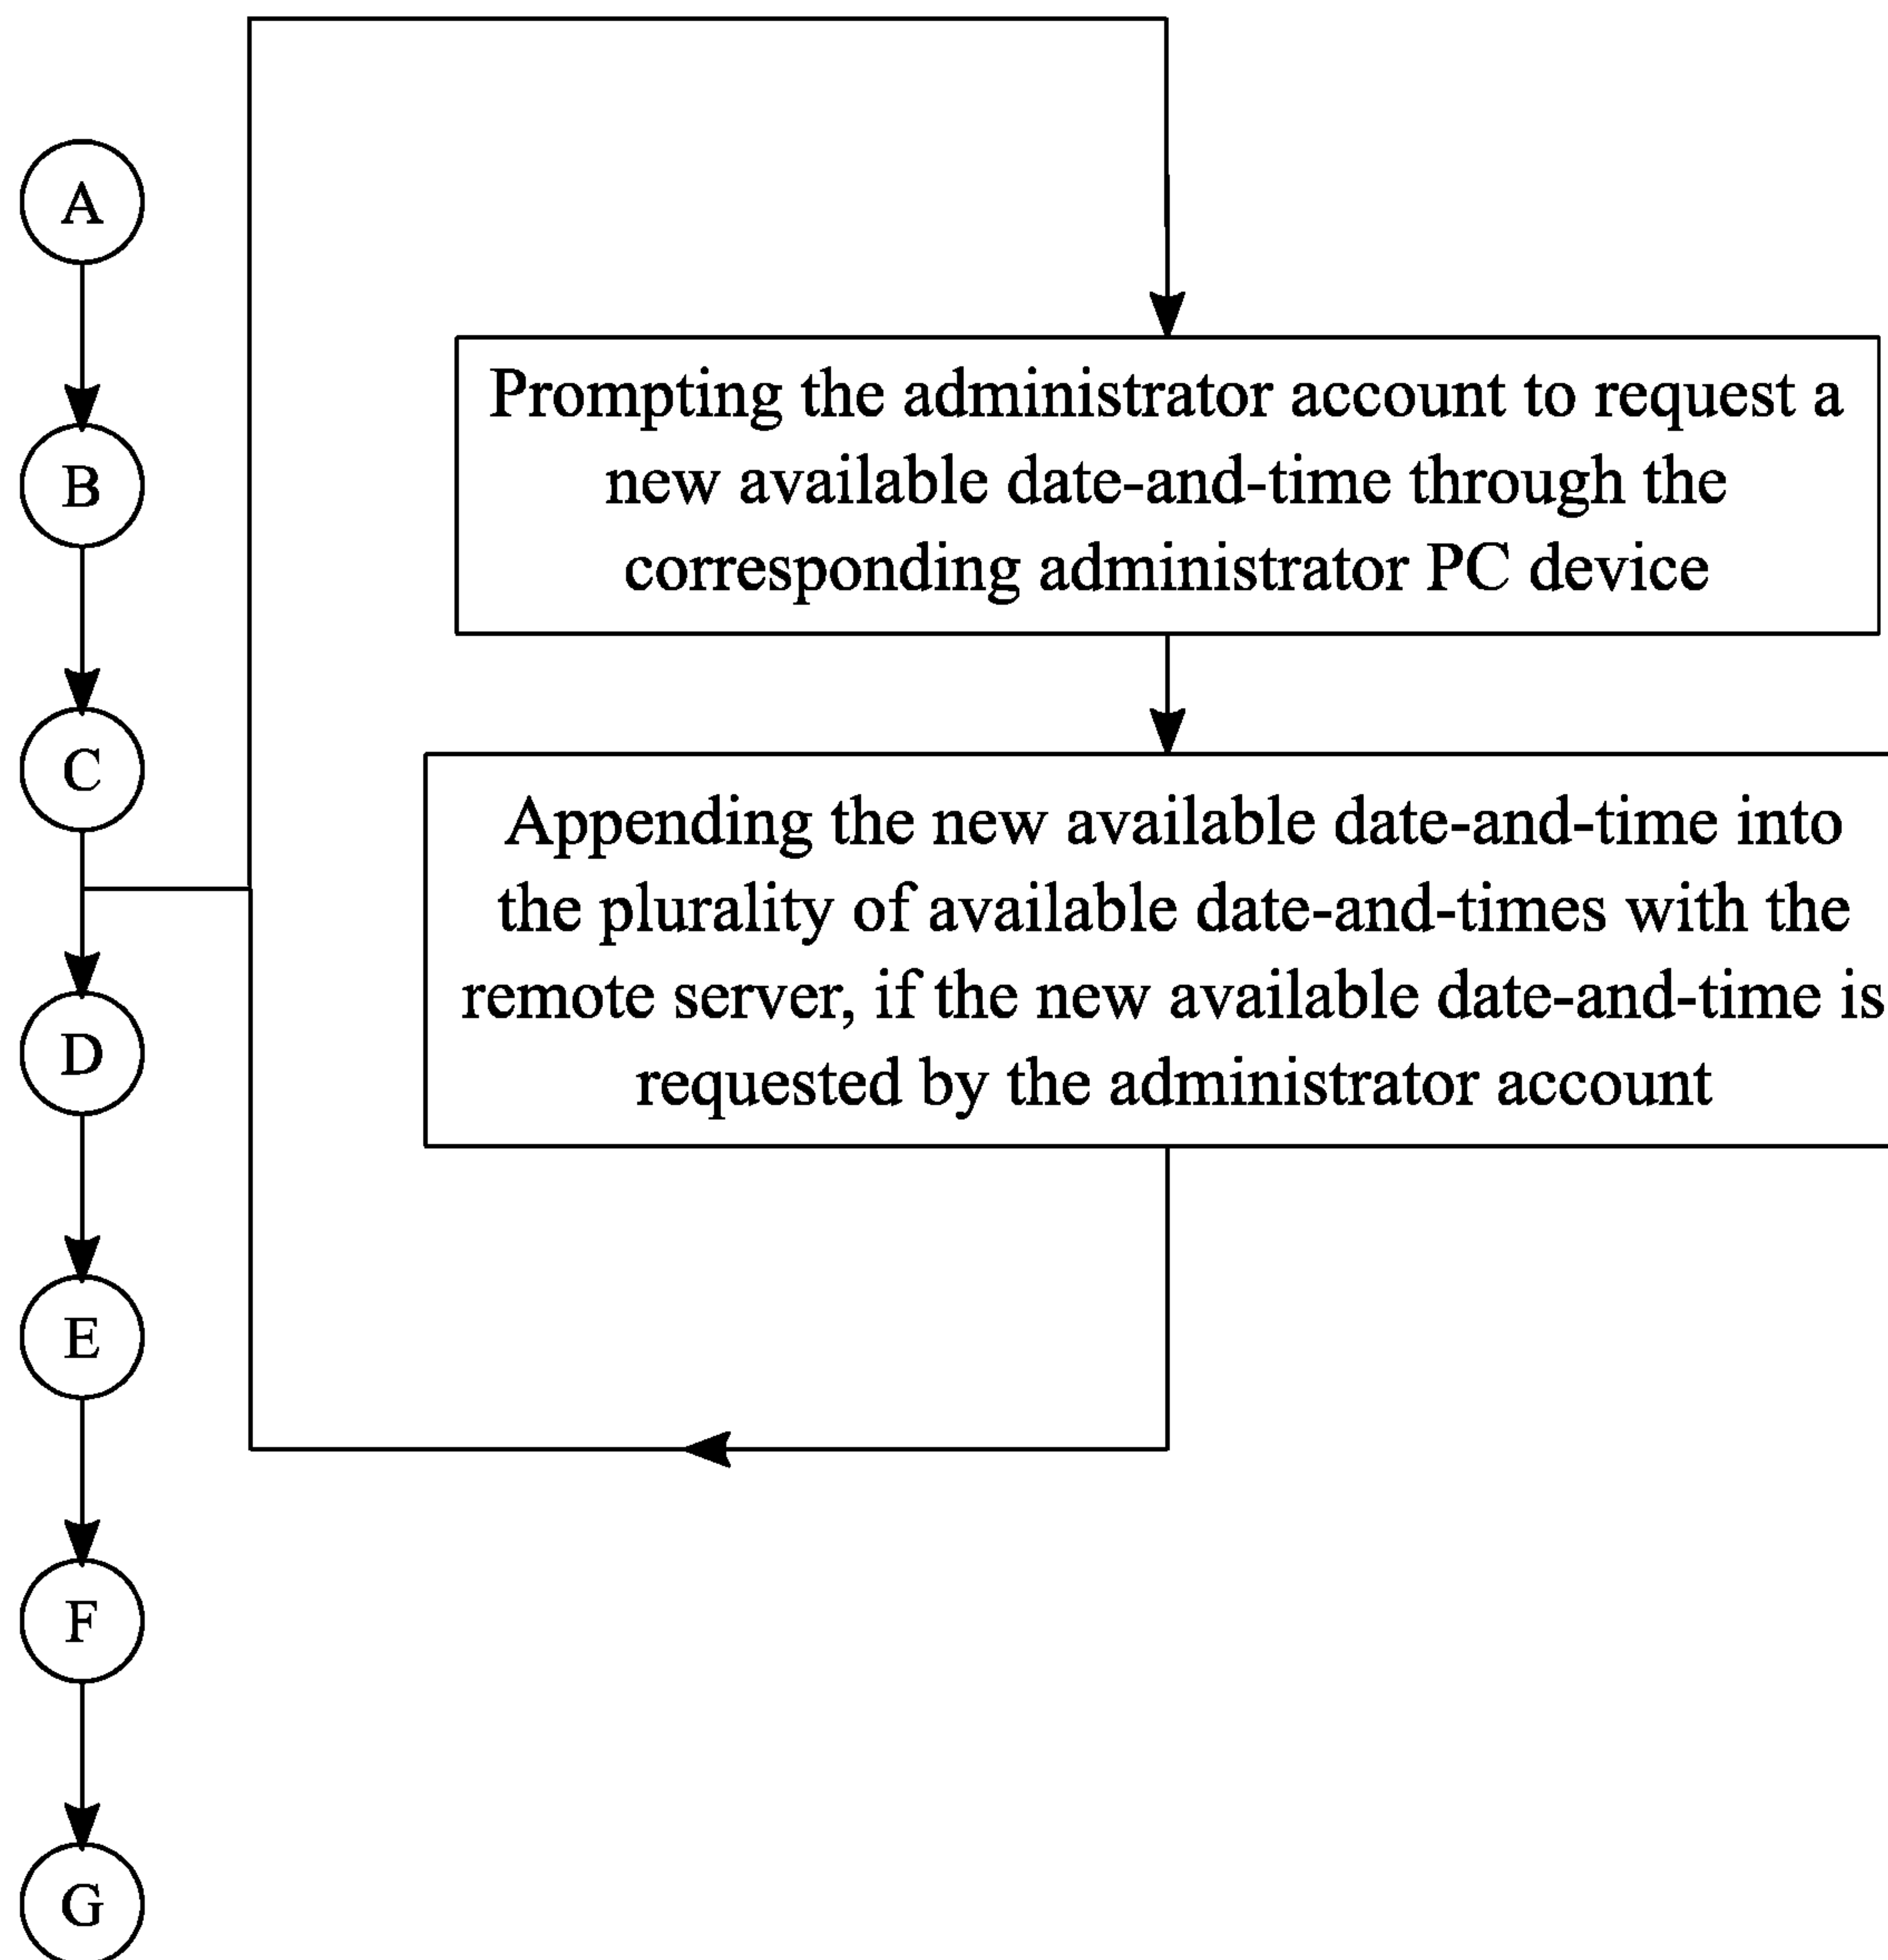 A
B
C
D
E
F
G
Prompting the administrator account to request a
new available date-and-time through the
corresponding administrator PC device
Appending the new available date-and-time into
the plurality of available date-and-times with the
remote server, if the new available date-and-time is
requested by the administrator account